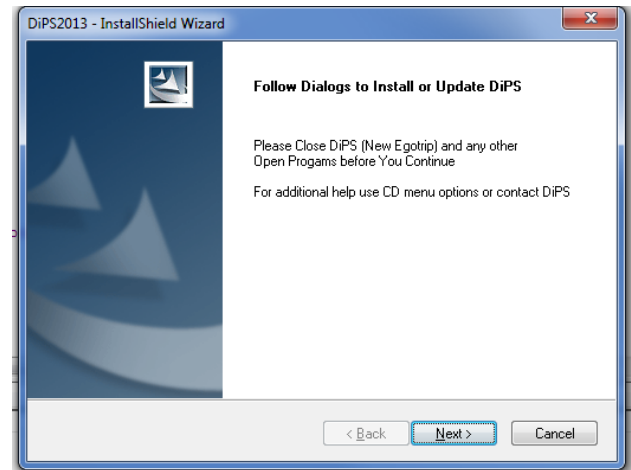 DiPS2013 - InstallShield Wizard
Follow Dialogs to Install or Update DiPS
Please Close DiPS (New Egotrip) and any other
Open Progams before You Continue
For additional help use CD menu options or contact DiPS
< Back
Next >
Cancel